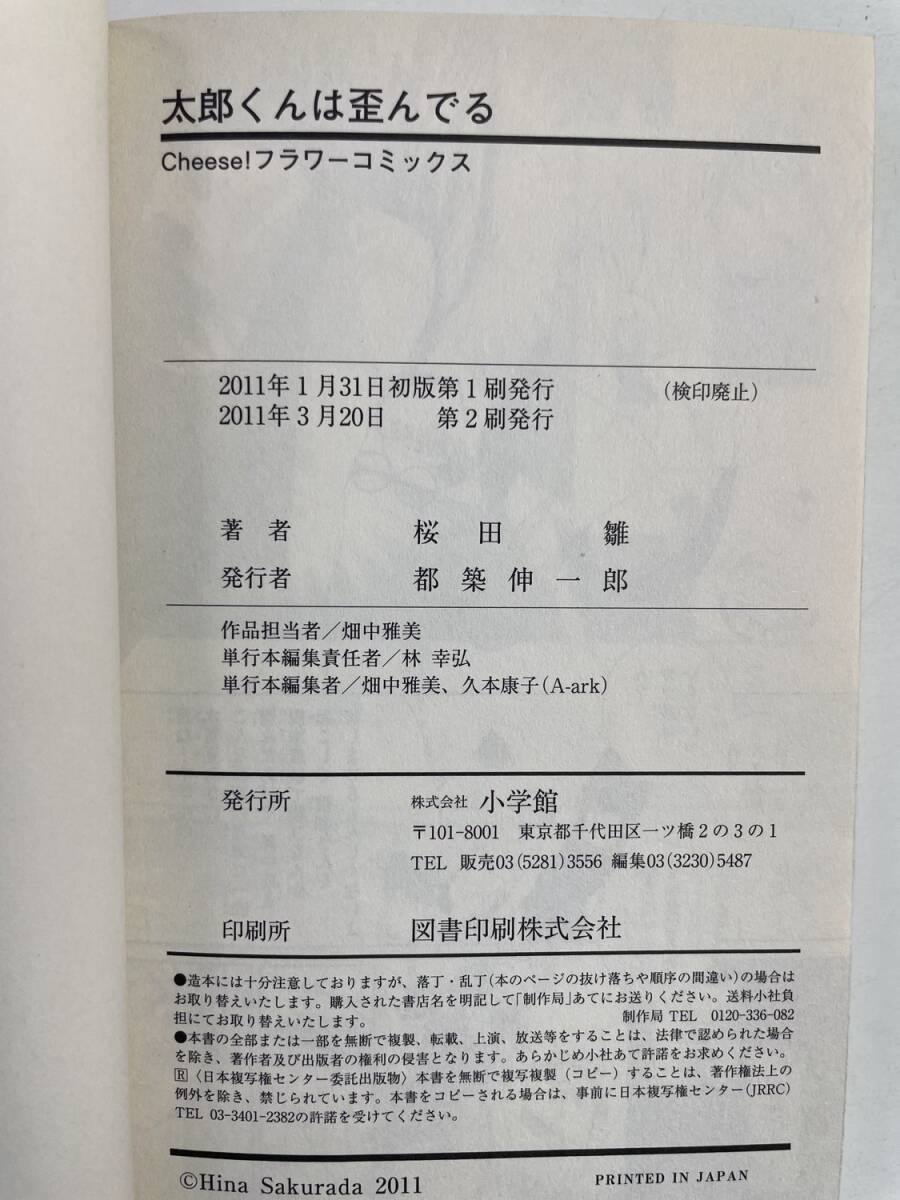 太郎くんは歪んでる
Cheese!フラワーコミックス
2011年1月31日初版第1刷発行 (検印廃止)
2011年3月20日 第2刷発行
著者 桜田 雛
発行者 都築伸一郎
作品担当者／畑中雅美
単行本編集責任者／林 幸弘
単行本編集者／畑中雅美、久本康子(A-ark)
発行所 株式会社 小学館
〒101-8001 東京都千代田区一ツ橋2の3の1
TEL 販売03(5281)3556 編集03(3230)5487
印刷所 図書印刷株式会社
●造本には十分注意しておりますが、落丁・乱丁(本のページの抜け落ちや順序の間違い)の場合は
お取り替えいたします。購入された書店名を明記して「制作局」あてにお送りください。送料小社負
担にてお取り替えいたします。 制作局 TEL 0120-336-082
●本書の全部または一部を無断で複製、転載、上演、放送等をすることは、法律で認められた場合
を除き、著作者及び出版者の権利の侵害となります。あらかじめ小社あて許諾をお求めください。
Ⓡ〈日本複写権センター委託出版物〉本書を無断で複写複製（コピー）することは、著作権法上の
例外を除き、禁じられています。本書をコピーされる場合は、事前に日本複写権センター(JRRC)
TEL 03-3401-2382の許諾を受けてください。
©Hina Sakurada 2011 PRINTED IN JAPAN